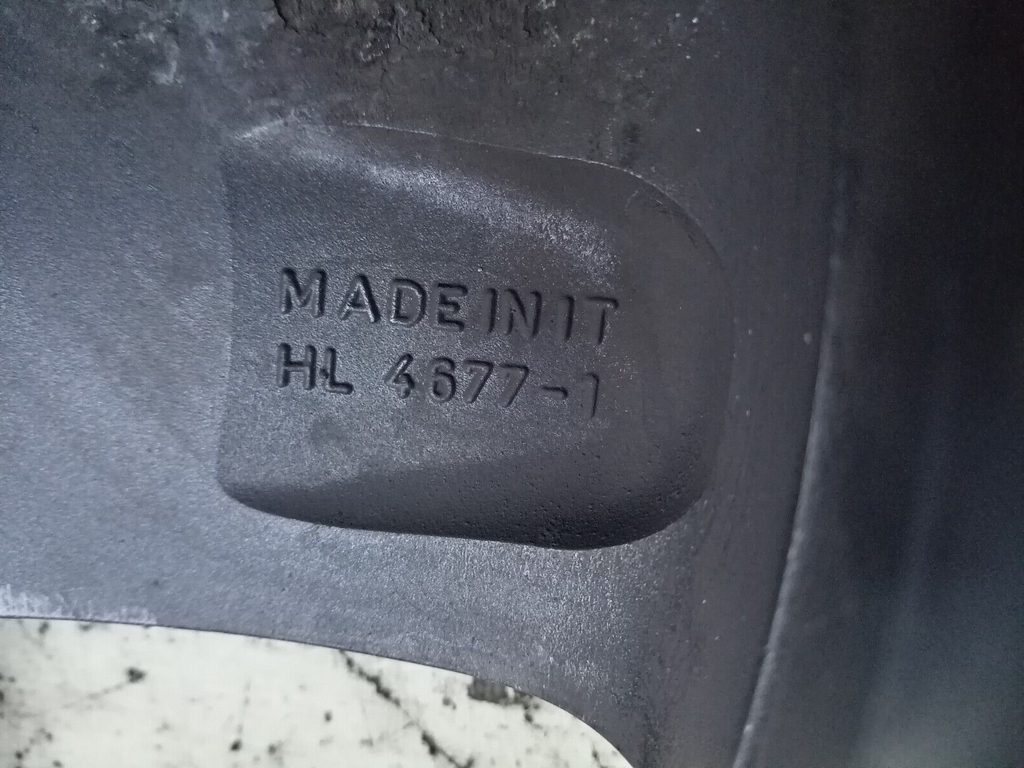 MADE IN IT
HL 4677-1